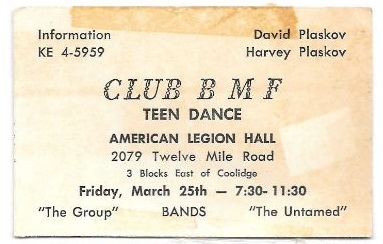 Information David Plaskov
KE 4-5959 Harvey Plaskov
CLUB B M F
TEEN DANCE
AMERICAN LEGION HALL
2079 Twelve Mile Road
3 Blocks East of Coolidge
Friday, March 25th — 7:30-11:30
"The Group" BANDS "The Untamed"